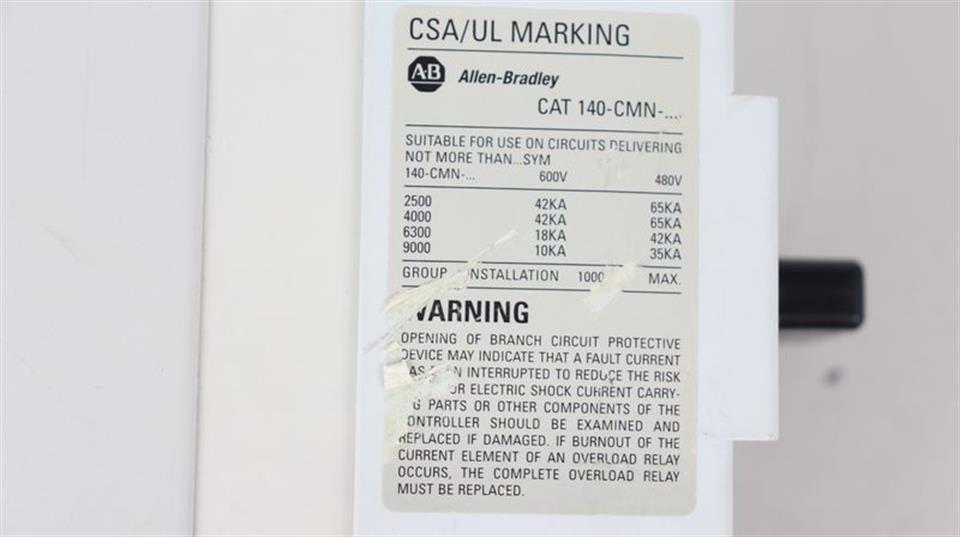 CSA/UL MARKING
AB Allen-Bradley
CAT 140-CMN-....
SUITABLE FOR USE ON CIRCUITS DELIVERING
NOT MORE THAN...SYM
140-CMN-... 600V 480V
2500 42KA 65KA
4000 42KA 65KA
6300 18KA 42KA
9000 10KA 35KA
GROUP INSTALLATION 1000 MAX.
WARNING
OPENING OF BRANCH CIRCUIT PROTECTIVE
DEVICE MAY INDICATE THAT A FAULT CURRENT
INTERRUPTED TO REDUCE THE RISK
OR ELECTRIC SHOCK CURRENT CARRY-
G PARTS OR OTHER COMPONENTS OF THE
CONTROLLER SHOULD BE EXAMINED AND
REPLACED IF DAMAGED. IF BURNOUT OF THE
CURRENT ELEMENT OF AN OVERLOAD RELAY
OCCURS, THE COMPLETE OVERLOAD RELAY
MUST BE REPLACED.